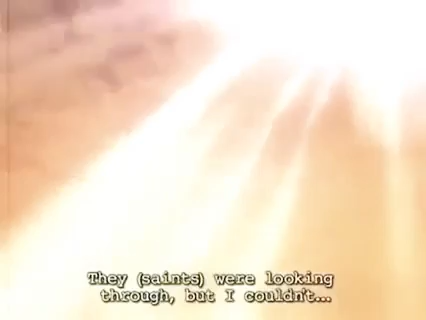 They (saints) were looking
through, but I couldn't...